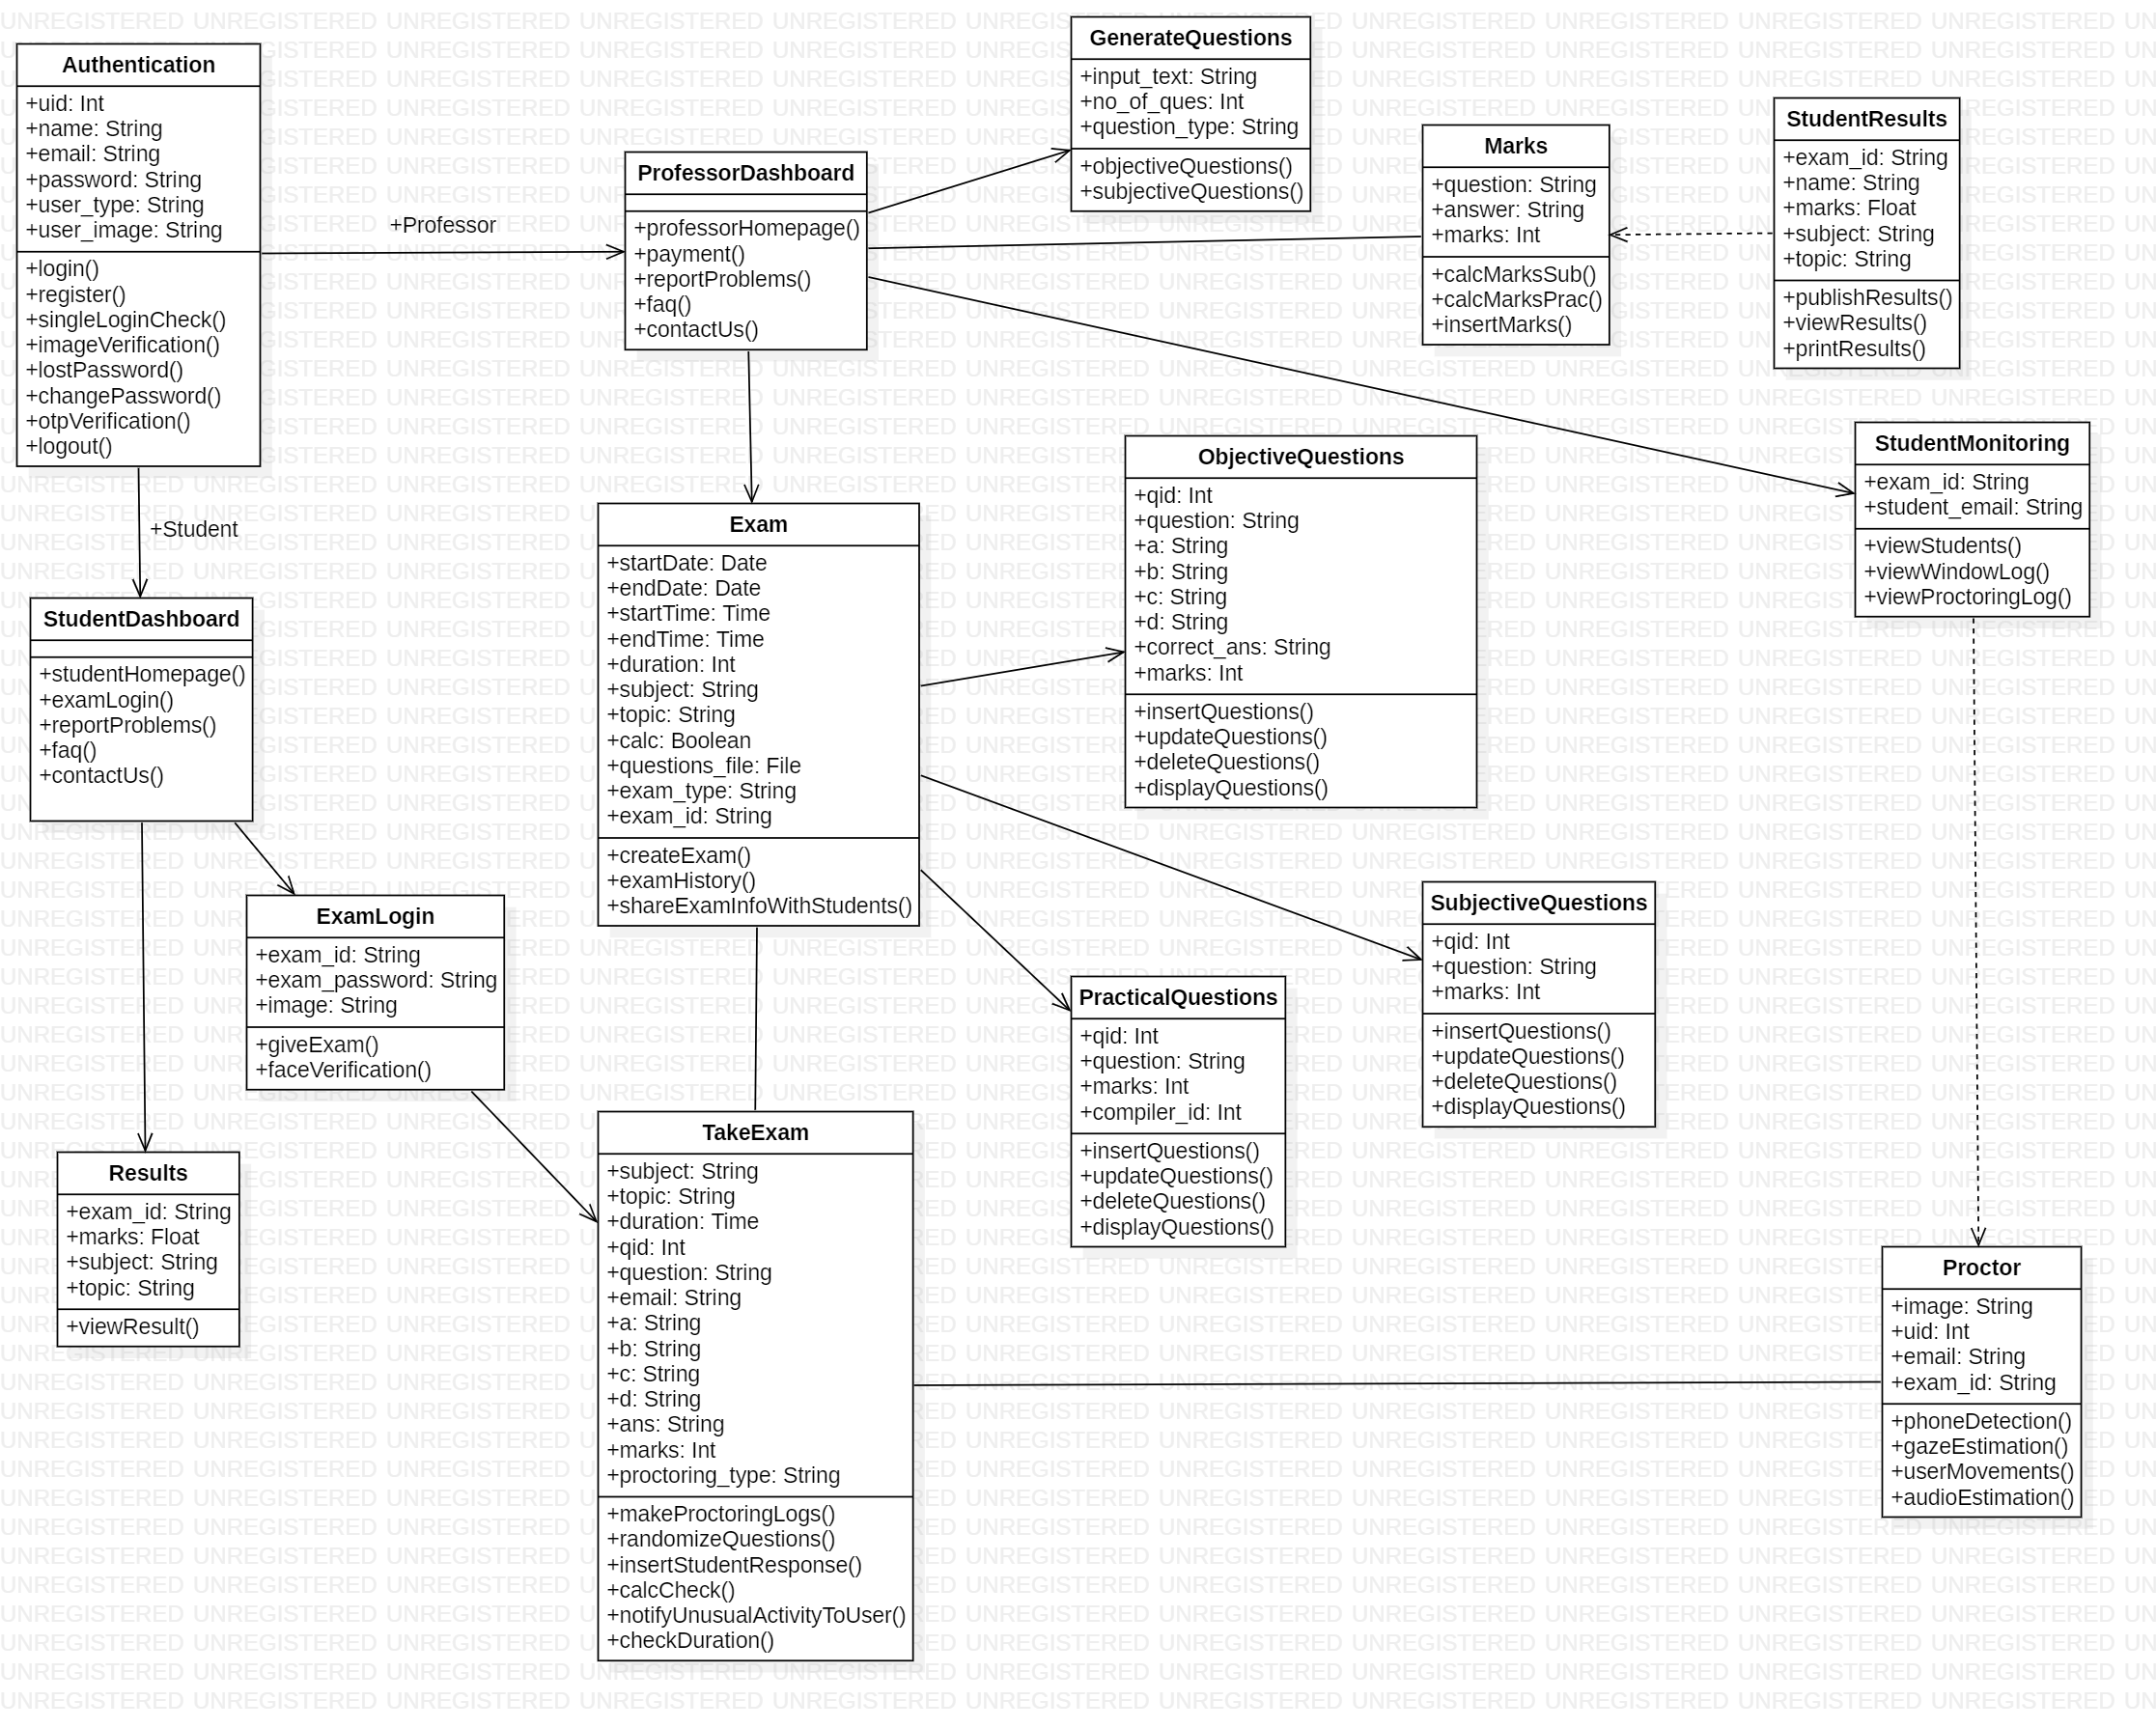 Authentication
+uid: Int
+name: String
+email: String
+password: String
+user_type: String
+user_image: String
+login()
+register()
+singleLoginCheck()
+imageVerification()
+lostPassword()
+changePassword()
+otpVerification()
+logout()
+Professor
+Student
ProfessorDashboard
+professorHomepage()
+payment()
+reportProblems()
+faq()
+contactUs()
GenerateQuestions
+input_text: String
+no_of_ques: Int
+question_type: String
+objectiveQuestions()
+subjectiveQuestions()
Marks
+question: String
+answer: String
+marks: Int
+calcMarksSub()
+calcMarksPrac()
+insertMarks()
StudentResults
+exam_id: String
+name: String
+marks: Float
+subject: String
+topic: String
+publishResults()
+viewResults()
+printResults()
StudentMonitoring
+exam_id: String
+student_email: String
+viewStudents()
+viewWindowLog()
+viewProctoringLog()
ObjectiveQuestions
+qid: Int
+question: String
+a: String
+b: String
+c: String
+d: String
+correct_ans: String
+marks: Int
+insertQuestions()
+updateQuestions()
+deleteQuestions()
+displayQuestions()
Exam
+startDate: Date
+endDate: Date
+startTime: Time
+endTime: Time
+duration: Int
+subject: String
+topic: String
+calc: Boolean
+questions_file: File
+exam_type: String
+exam_id: String
+createExam()
+examHistory()
+shareExamInfoWithStudents()
StudentDashboard
+studentHomepage()
+examLogin()
+reportProblems()
+faq()
+contactUs()
ExamLogin
+exam_id: String
+exam_password: String
+image: String
+giveExam()
+faceVerification()
SubjectiveQuestions
+qid: Int
+question: String
+marks: Int
+insertQuestions()
+updateQuestions()
+deleteQuestions()
+displayQuestions()
PracticalQuestions
+qid: Int
+question: String
+marks: Int
+compiler_id: Int
+insertQuestions()
+updateQuestions()
+deleteQuestions()
+displayQuestions()
Results
+exam_id: String
+marks: Float
+subject: String
+topic: String
+viewResult()
TakeExam
+subject: String
+topic: String
+duration: Time
+qid: Int
+question: String
+email: String
+a: String
+b: String
+c: String
+d: String
+ans: String
+marks: Int
+proctoring_type: String
+makeProctoringLogs()
+randomizeQuestions()
+insertStudentResponse()
+calcCheck()
+notifyUnusualActivityToUser()
+checkDuration()
Proctor
+image: String
+uid: Int
+email: String
+exam_id: String
+phoneDetection()
+gazeEstimation()
+userMovements()
+audioEstimation()
UNREGISTERED